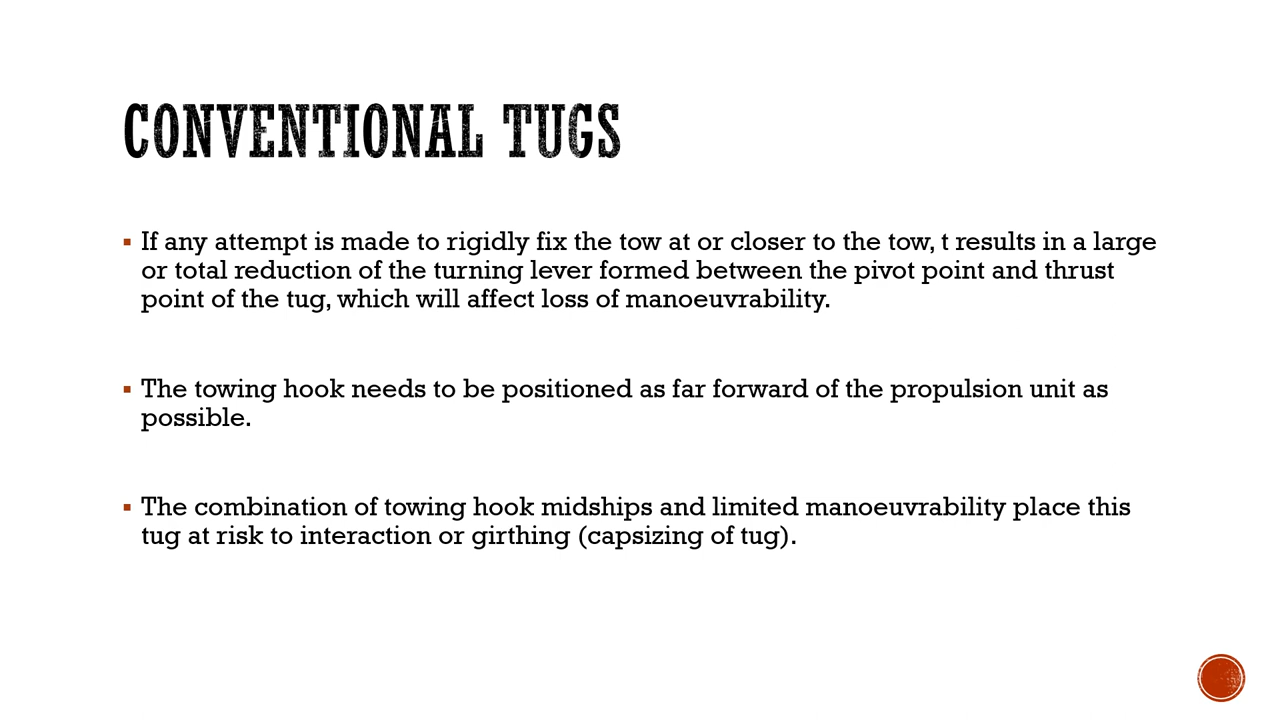 CONVENTIONAL TUGS
▪ If any attempt is made to rigidly fix the tow at or closer to the tow, t results in a large
or total reduction of the turning lever formed between the pivot point and thrust
point of the tug, which will affect loss of manoeuvrability.
▪ The towing hook needs to be positioned as far forward of the propulsion unit as
possible.
▪ The combination of towing hook midships and limited manoeuvrability place this
tug at risk to interaction or girthing (capsizing of tug).